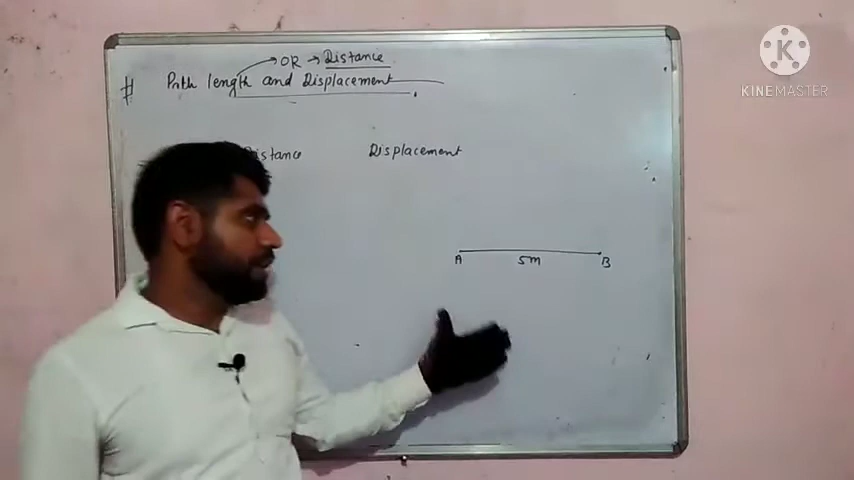 → OR → Distance
# Path length and Displacement
Distance Displacement
A 5m B
K
KINEMASTER